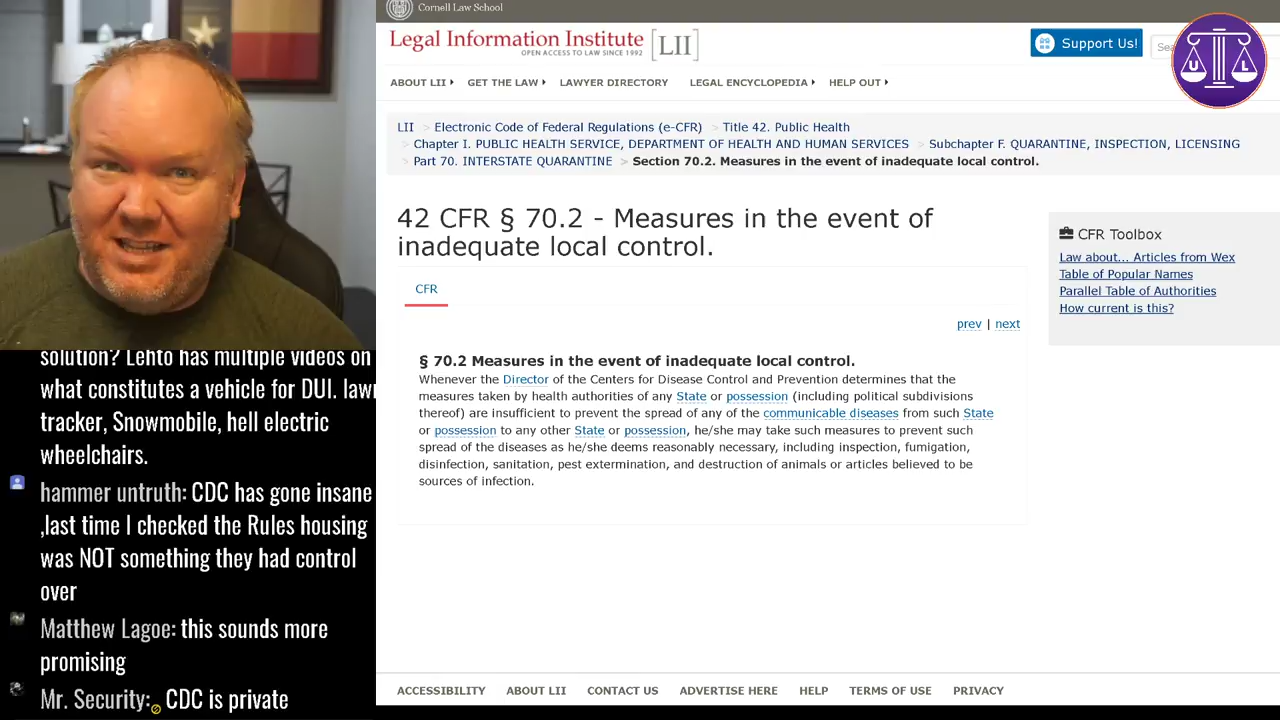 Cornell Law School
Legal Information Institute [LII]
OPEN ACCESS TO LAW SINCE 1992
Support Us!
Sea
U L
ABOUT LII GET THE LAW LAWYER DIRECTORY LEGAL ENCYCLOPEDIA HELP OUT
LII > Electronic Code of Federal Regulations (e-CFR) > Title 42. Public Health
> Chapter I. PUBLIC HEALTH SERVICE, DEPARTMENT OF HEALTH AND HUMAN SERVICES > Subchapter F. QUARANTINE, INSPECTION, LICENSING
> Part 70. INTERSTATE QUARANTINE > Section 70.2. Measures in the event of inadequate local control.
42 CFR § 70.2 - Measures in the event of
inadequate local control.
CFR
prev | next
§ 70.2 Measures in the event of inadequate local control.
Whenever the Director of the Centers for Disease Control and Prevention determines that the
measures taken by health authorities of any State or possession (including political subdivisions
thereof) are insufficient to prevent the spread of any of the communicable diseases from such State
or possession to any other State or possession, he/she may take such measures to prevent such
spread of the diseases as he/she deems reasonably necessary, including inspection, fumigation,
disinfection, sanitation, pest extermination, and destruction of animals or articles believed to be
sources of infection.
CFR Toolbox
Law about... Articles from Wex
Table of Popular Names
Parallel Table of Authorities
How current is this?
solution? Lehto has multiple videos on
what constitutes a vehicle for DUI. lawn
tracker, Snowmobile, hell electric
wheelchairs.
hammer untruth: CDC has gone insane
,last time I checked the Rules housing
was NOT something they had control
over
Matthew Lagoe: this sounds more
promising
Mr. Security: CDC is private
ACCESSIBILITY ABOUT LII CONTACT US ADVERTISE HERE HELP TERMS OF USE PRIVACY